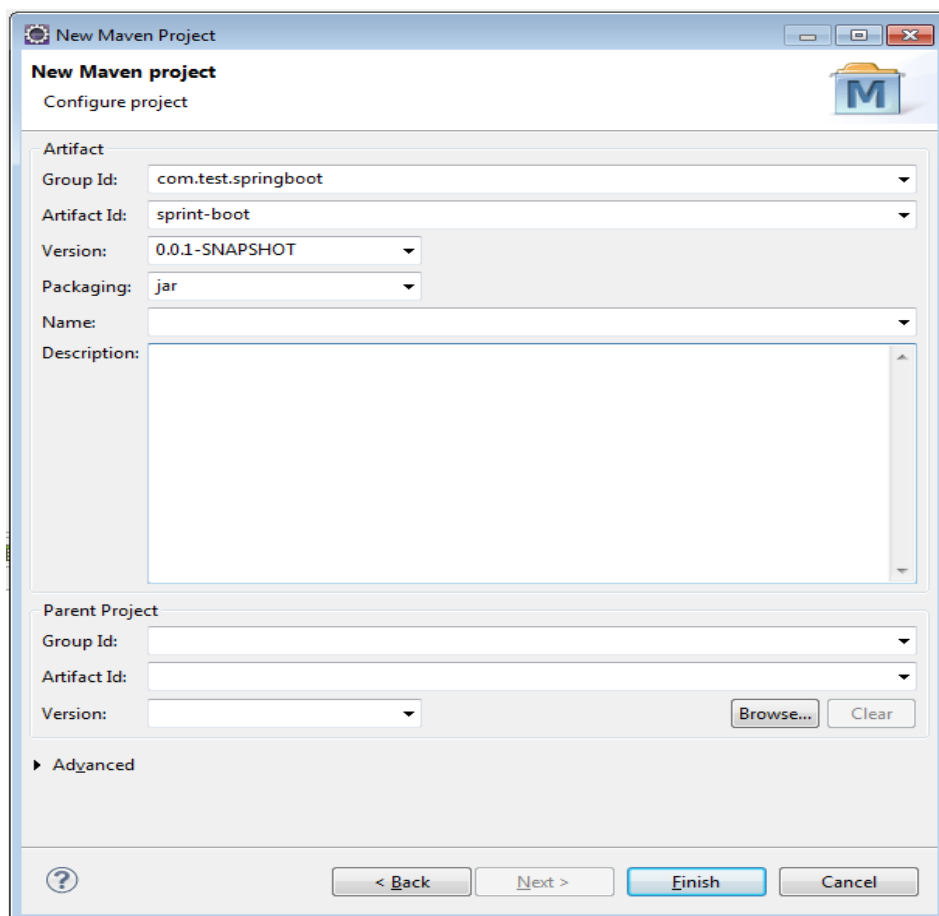 New Maven Project
New Maven project
Configure project
M
Artifact
Group Id: com.test.springboot
Artifact Id: sprint-boot
Version: 0.0.1-SNAPSHOT
Packaging: jar
Name:
Description:
Parent Project
Group Id:
Artifact Id:
Version: Browse... Clear
Advanced
? < Back Next > Finish Cancel